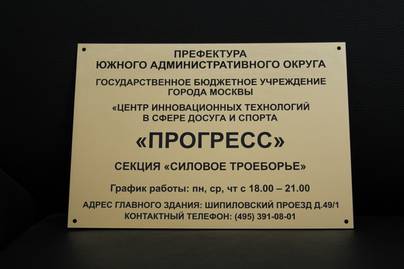 ПРЕФЕКТУРА
ЮЖНОГО АДМИНИСТРАТИВНОГО ОКРУГА
ГОСУДАРСТВЕННОЕ БЮДЖЕТНОЕ УЧРЕЖДЕНИЕ
ГОРОДА МОСКВЫ
«ЦЕНТР ИННОВАЦИОННЫХ ТЕХНОЛОГИЙ
В СФЕРЕ ДОСУГА И СПОРТА
«ПРОГРЕСС»
СЕКЦИЯ «СИЛОВОЕ ТРОЕБОРЬЕ»
График работы: пн, ср, чт с 18.00 – 21.00
АДРЕС ГЛАВНОГО ЗДАНИЯ: ШИПИЛОВСКИЙ ПРОЕЗД Д.49/1
КОНТАКТНЫЙ ТЕЛЕФОН: (495) 391-08-01